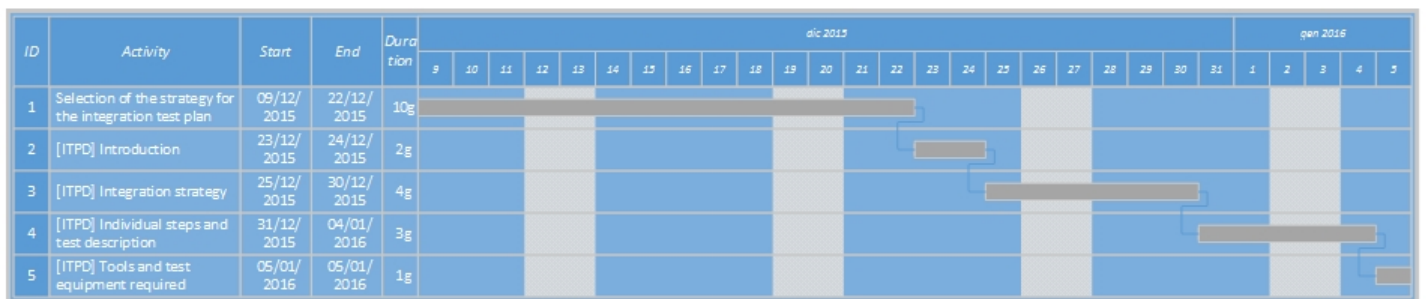 ID Activity Start End Dura
tion
dic 2015 gen 2016
9 10 11 12 13 14 15 16 17 18 19 20 21 22 23 24 25 26 27 28 29 30 31 1 2 3 4 5
1 Selection of the strategy for
the integration test plan 09/12/
2015 22/12/
2015 10g
2 [ITPD] Introduction 23/12/
2015 24/12/
2015 2g
3 [ITPD] Integration strategy 25/12/
2015 30/12/
2015 4g
4 [ITPD] Individual steps and
test description 31/12/
2015 04/01/
2016 3g
5 [ITPD] Tools and test
equipment required 05/01/
2016 05/01/
2016 1g